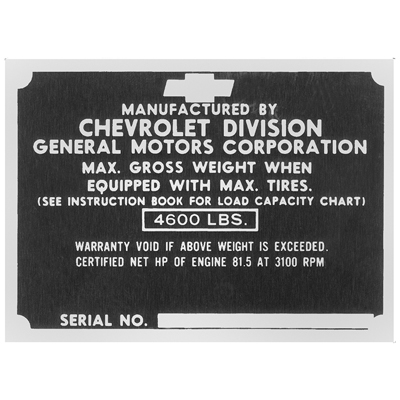 MANUFACTURED BY
CHEVROLET DIVISION
GENERAL MOTORS CORPORATION
MAX. GROSS WEIGHT WHEN
EQUIPPED WITH MAX. TIRES.
(SEE INSTRUCTION BOOK FOR LOAD CAPACITY CHART)
4600 LBS.
WARRANTY VOID IF ABOVE WEIGHT IS EXCEEDED.
CERTIFIED NET HP OF ENGINE 81.5 AT 3100 RPM
SERIAL NO.